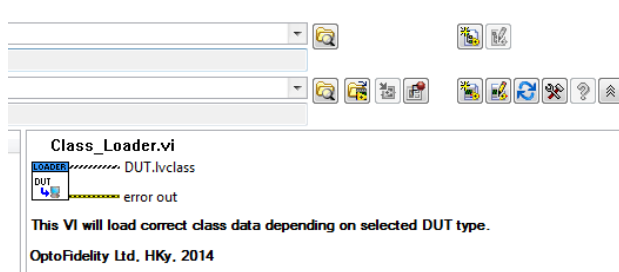 Class_Loader.vi
LOADER
DUT.lvclass
DUT
error out
This VI will load correct class data depending on selected DUT type.
OptoFidelity Ltd, HKy, 2014